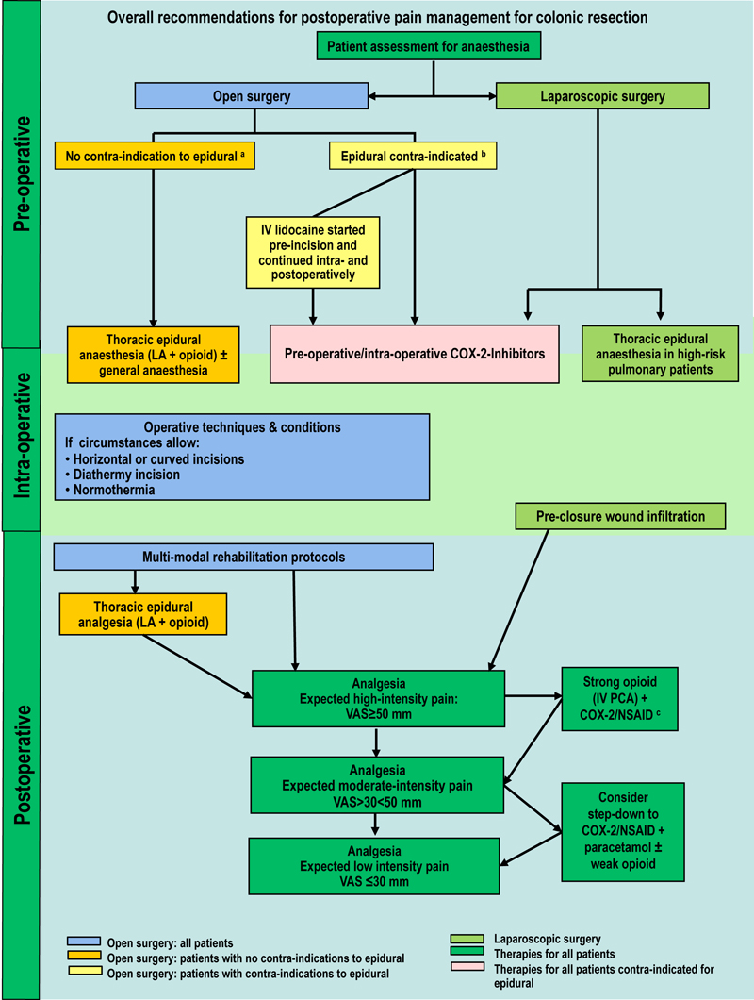 Overall recommendations for postoperative pain management for colonic resection
Pre-operative
Patient assessment for anaesthesia
Open surgery
Laparoscopic surgery
No contra-indication to epidural a
Epidural contra-indicated b
IV lidocaine started
pre-incision and
continued intra- and
postoperatively
Thoracic epidural
anaesthesia (LA + opioid) ±
general anaesthesia
Pre-operative/intra-operative COX-2-Inhibitors
Thoracic epidural
anaesthesia in high-risk
pulmonary patients
Intra-operative
Operative techniques & conditions
If circumstances allow:
• Horizontal or curved incisions
• Diathermy incision
• Normothermia
Pre-closure wound infiltration
Postoperative
Multi-modal rehabilitation protocols
Thoracic epidural
analgesia (LA + opioid)
Analgesia
Expected high-intensity pain:
VAS≥50 mm
Strong opioid
(IV PCA) +
COX-2/NSAID c
Analgesia
Expected moderate-intensity pain
VAS>30<50 mm
Consider
step-down to
COX-2/NSAID +
paracetamol ±
weak opioid
Analgesia
Expected low intensity pain
VAS ≤30 mm
Open surgery: all patients
Open surgery: patients with no contra-indications to epidural
Open surgery: patients with contra-indications to epidural
Laparoscopic surgery
Therapies for all patients
Therapies for all patients contra-indicated for
epidural